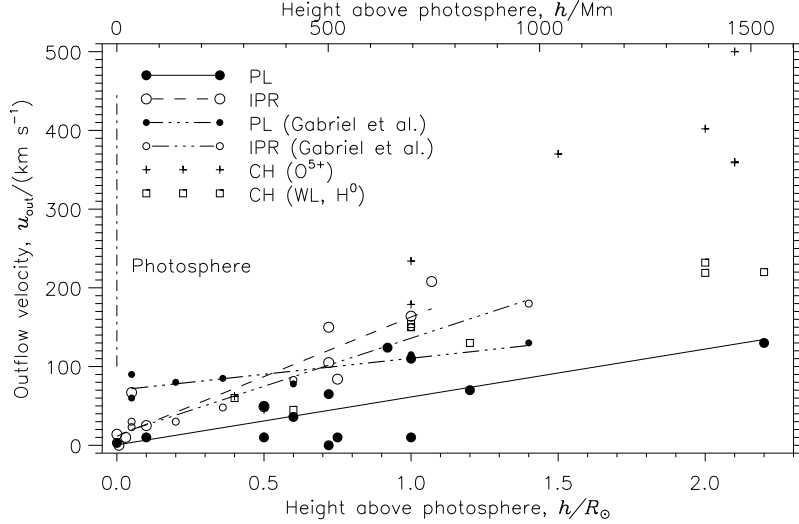 Height above photosphere, h/Mm
0 500 1000 1500
500
400
300
200
100
0
Outflow velocity, u_out/(km s⁻¹)
PL
IPR
PL (Gabriel et al.)
IPR (Gabriel et al.)
CH (O⁵⁺)
CH (WL, H⁰)
Photosphere
0.0 0.5 1.0 1.5 2.0
Height above photosphere, h/R☉